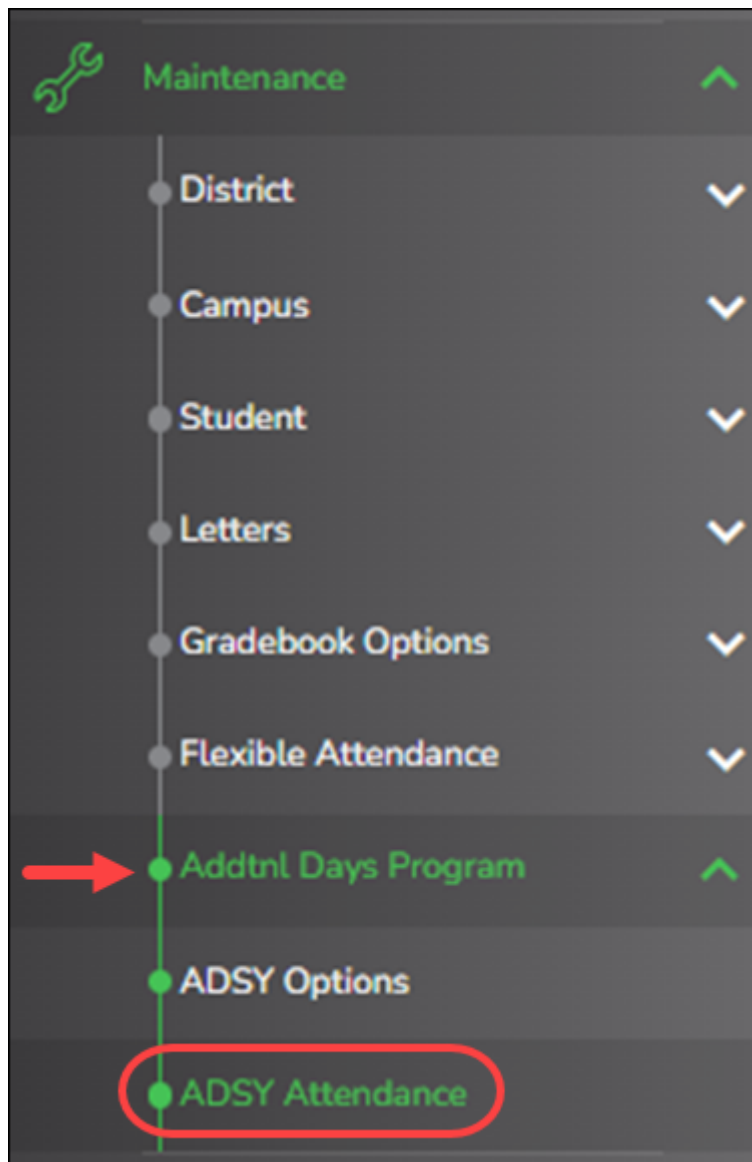 Maintenance
District
Campus
Student
Letters
Gradebook Options
Flexible Attendance
Addtnl Days Program
ADSY Options
ADSY Attendance